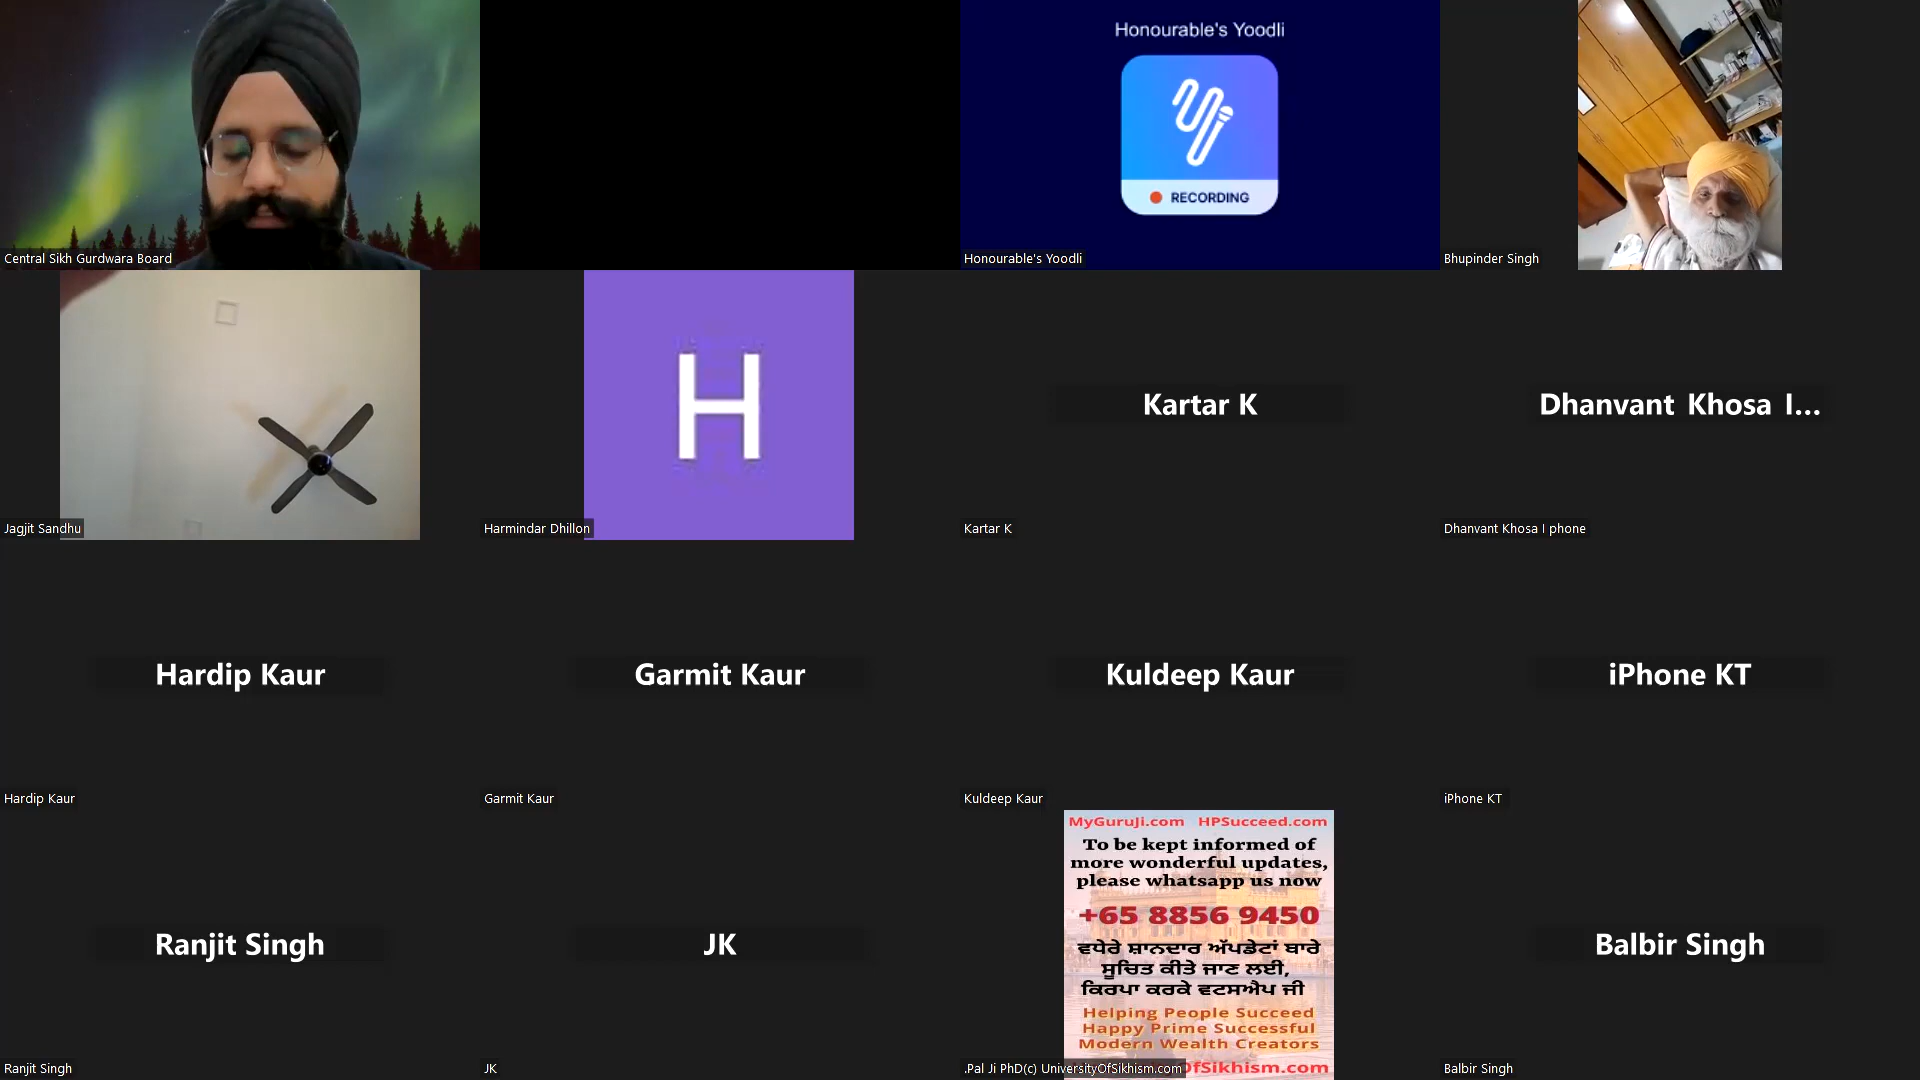 Central Sikh Gurdwara Board
Honourable's Yoodli
RECORDING
Honourable's Yoodli
Bhupinder Singh
Jagjit Sandhu
H
Harmindar Dhillon
Kartar K
Kartar K
Dhanvant Khosa I...
Dhanvant Khosa I phone
Hardip Kaur
Hardip Kaur
Garmit Kaur
Garmit Kaur
Kuldeep Kaur
Kuldeep Kaur
iPhone KT
iPhone KT
Ranjit Singh
Ranjit Singh
JK
JK
MyGuruJi.com HPSucceed.com
To be kept informed of
more wonderful updates,
please whatsapp us now
+65 8856 9450
ਵਧੇਰੇ ਸ਼ਾਨਦਾਰ ਅੱਪਡੇਟਾਂ ਬਾਰੇ
ਸੂਚਿਤ ਕੀਤੇ ਜਾਣ ਲਈ,
ਕਿਰਪਾ ਕਰਕੇ ਵਟਸਐਪ ਜੀ
Helping People Succeed
Happy Prime Successful
Modern Wealth Creators
OfSikhism.com
.Pal Ji PhD(c) UniversityOfSikhism.com
Balbir Singh
Balbir Singh